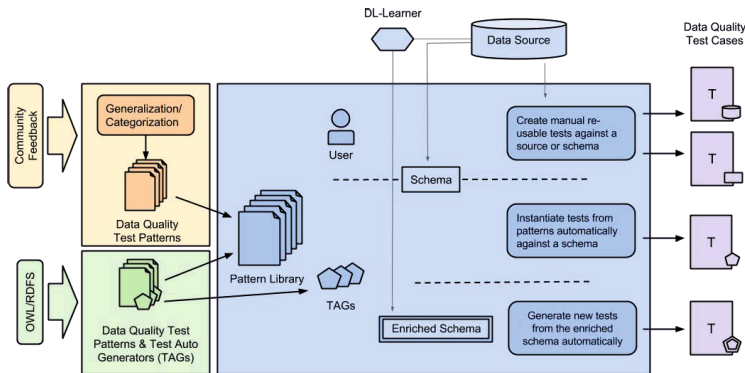 DL-Learner
Data Source
Data Quality
Test Cases
Community
Feedback
Generalization/
Categorization
Data Quality
Test Patterns
OWL/RDFS
Data Quality Test
Patterns & Test Auto
Generators (TAGs)
Pattern Library
User
Schema
TAGs
Enriched Schema
Create manual re-
usable tests against a
source or schema
Instantiate tests from
patterns automatically
against a schema
Generate new tests
from the enriched
schema automatically
T
T
T
T